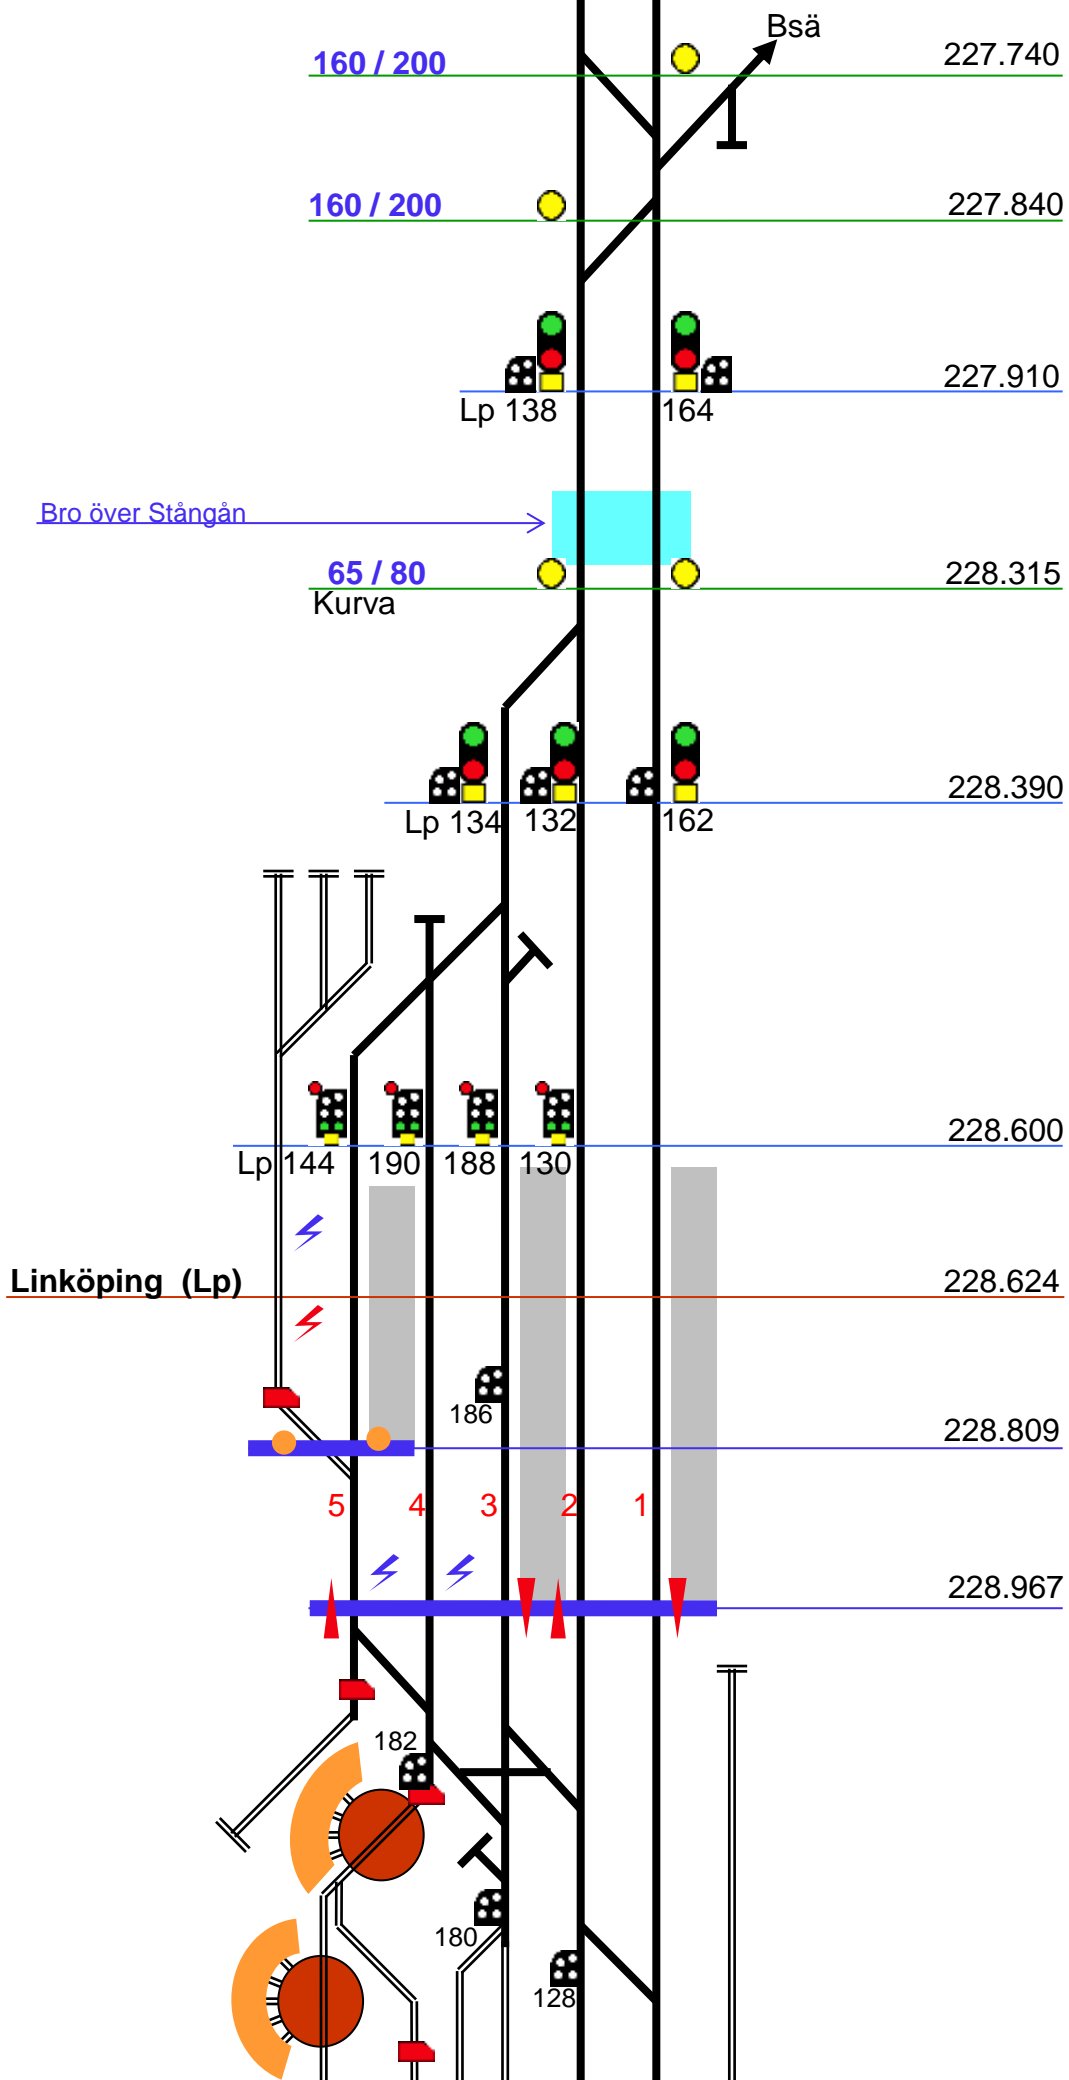 Bsä
160 / 200 227.740
160 / 200 227.840
227.910
Lp 138 164
Bro över Stångån
65 / 80 228.315
Kurva
228.390
Lp 134 132 162
228.600
Lp 144 190 188 130
Linköping (Lp) 228.624
186
228.809
5 4 3 2 1
228.967
182
180
128